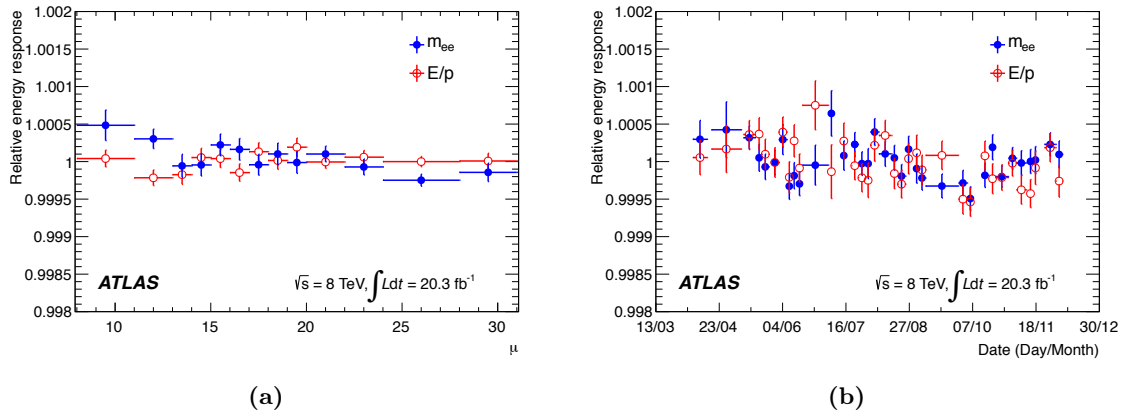 Relative energy response
1.002
1.0015
1.001
1.0005
1
0.9995
0.999
0.9985
0.998
m_ee
E/p
ATLAS
√s = 8 TeV, ∫Ldt = 20.3 fb⁻¹
10 15 20 25 30
μ
(a)
Relative energy response
1.002
1.0015
1.001
1.0005
1
0.9995
0.999
0.9985
0.998
m_ee
E/p
ATLAS
√s = 8 TeV, ∫Ldt = 20.3 fb⁻¹
13/03 23/04 04/06 16/07 27/08 07/10 18/11 30/12
Date (Day/Month)
(b)